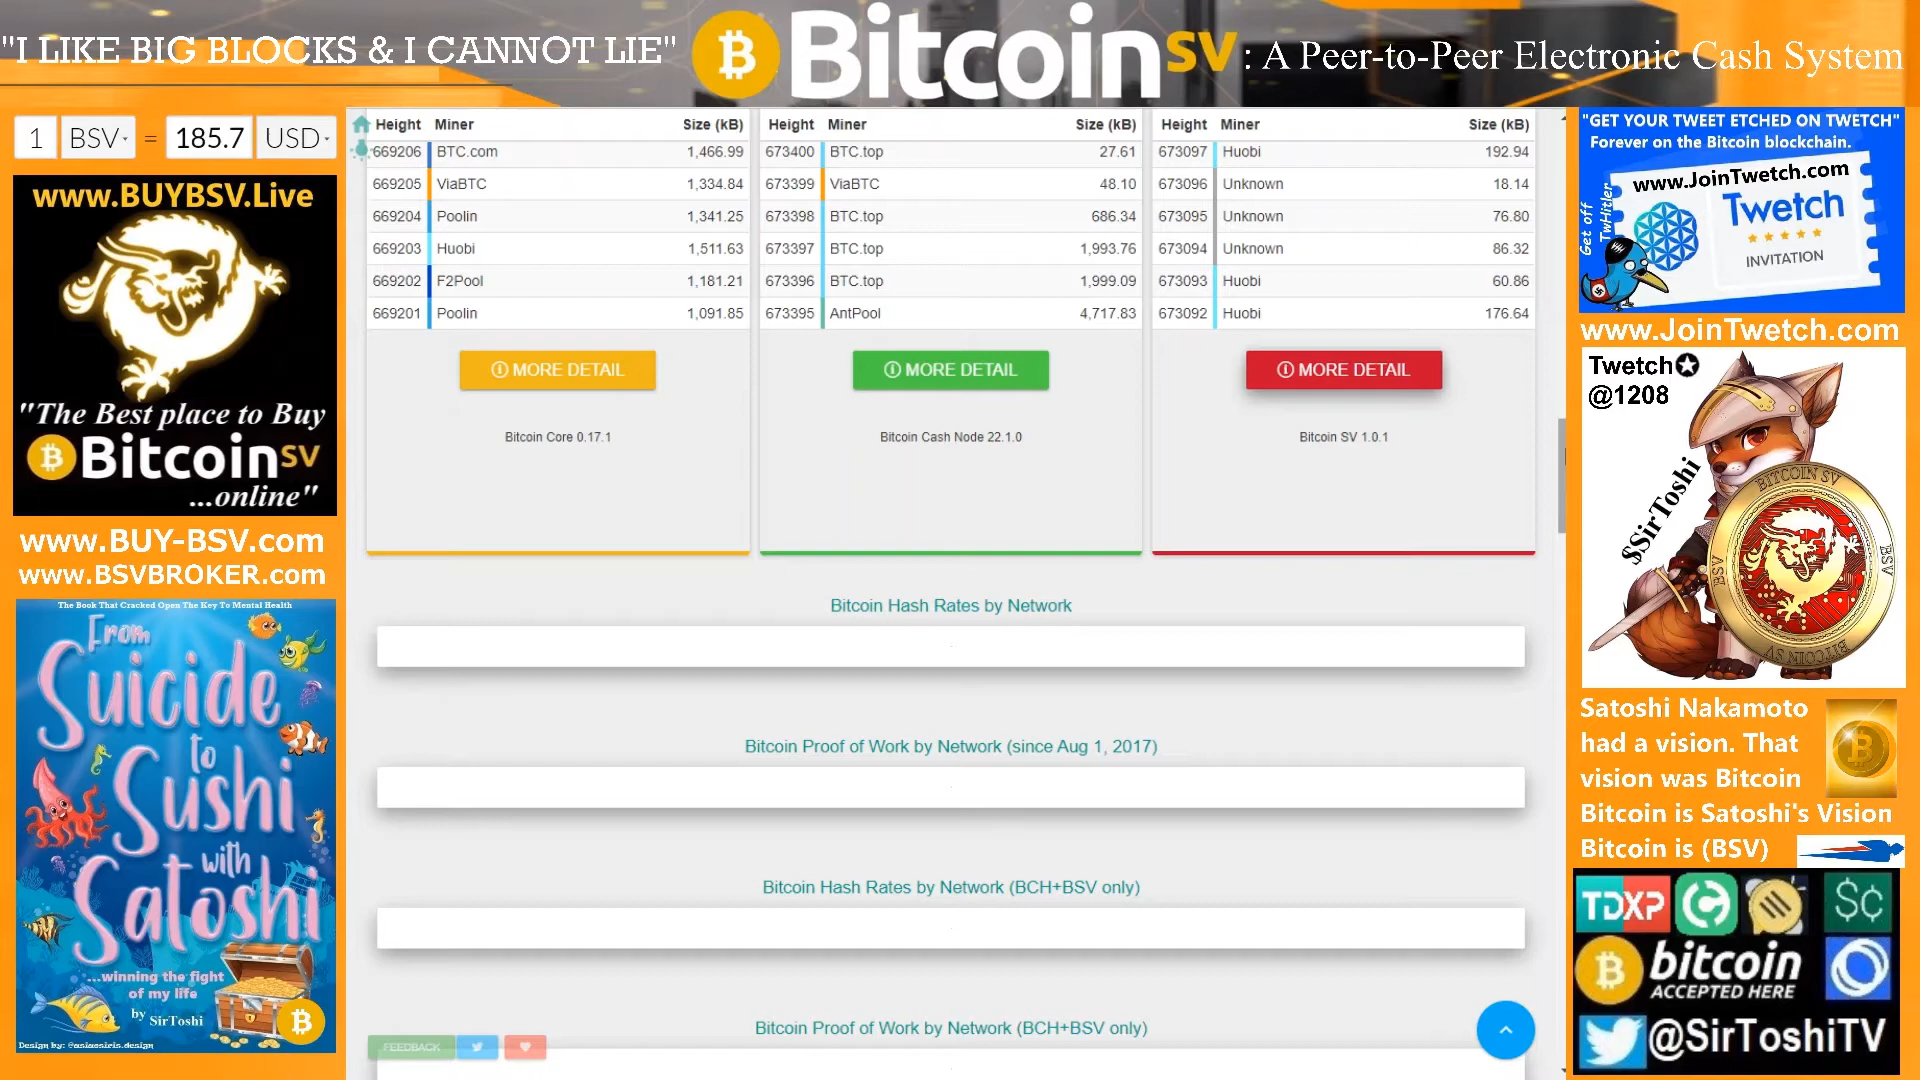 "I LIKE BIG BLOCKS & I CANNOT LIE"
Bitcoin SV : A Peer-to-Peer Electronic Cash System
1 BSV = 185.7 USD
www.BUYBSV.Live
"The Best place to Buy
BitcoinSV
...online"
www.BUY-BSV.com
www.BSVBROKER.com
The Book That Cracked Open The Key To Mental Health
From
Suicide
to
Sushi
with
Satoshi
...winning the fight
of my life
by SirToshi
Design by: @asiaosiris.design
Height Miner Size (kB)
669206 BTC.com 1,466.99
669205 ViaBTC 1,334.84
669204 Poolin 1,341.25
669203 Huobi 1,511.63
669202 F2Pool 1,181.21
669201 Poolin 1,091.85
MORE DETAIL
Bitcoin Core 0.17.1
Height Miner Size (kB)
673400 BTC.top 27.61
673399 ViaBTC 48.10
673398 BTC.top 686.34
673397 BTC.top 1,993.76
673396 BTC.top 1,999.09
673395 AntPool 4,717.83
MORE DETAIL
Bitcoin Cash Node 22.1.0
Height Miner Size (kB)
673097 Huobi 192.94
673096 Unknown 18.14
673095 Unknown 76.80
673094 Unknown 86.32
673093 Huobi 60.86
673092 Huobi 176.64
MORE DETAIL
Bitcoin SV 1.0.1
Bitcoin Hash Rates by Network
Bitcoin Proof of Work by Network (since Aug 1, 2017)
Bitcoin Hash Rates by Network (BCH+BSV only)
Bitcoin Proof of Work by Network (BCH+BSV only)
FEEDBACK
"GET YOUR TWEET ETCHED ON TWETCH"
Forever on the Bitcoin blockchain.
www.JoinTwetch.com
Twetch
INVITATION
Get off
TwHitler
www.JoinTwetch.com
Twetch
@1208
$SirToshi
BITCOIN SV
BSV
BSV
BITCOIN SV
Satoshi Nakamoto
had a vision. That
vision was Bitcoin
Bitcoin is Satoshi's Vision
Bitcoin is (BSV)
TDXP
$¢
bitcoin
ACCEPTED HERE
@SirToshiTV